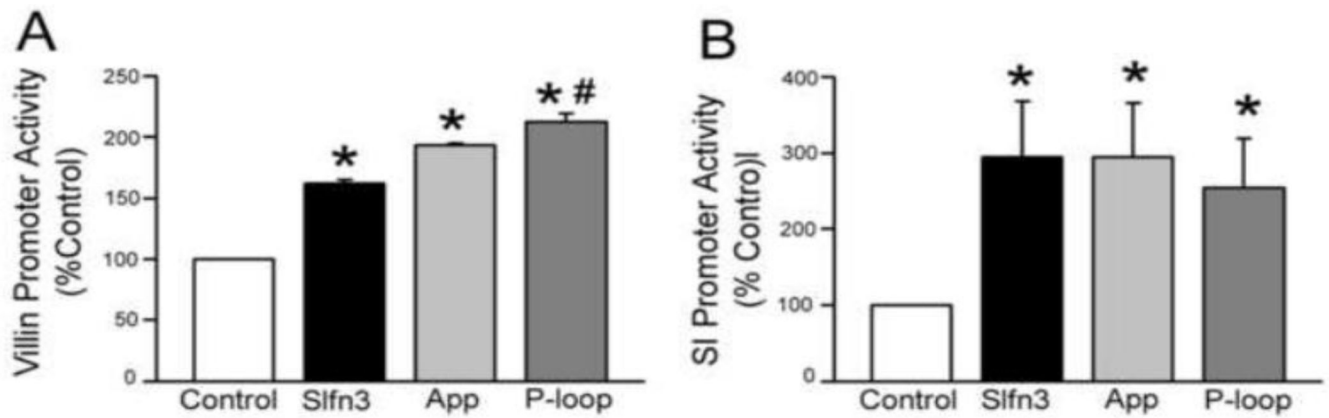 A
Villin Promoter Activity
(%Control)
250
200
150
100
50
0
* * * #
Control Slfn3 App P-loop
B
SI Promoter Activity
(% Contro)l
400
300
200
100
0
* * *
Control Slfn3 App P-loop